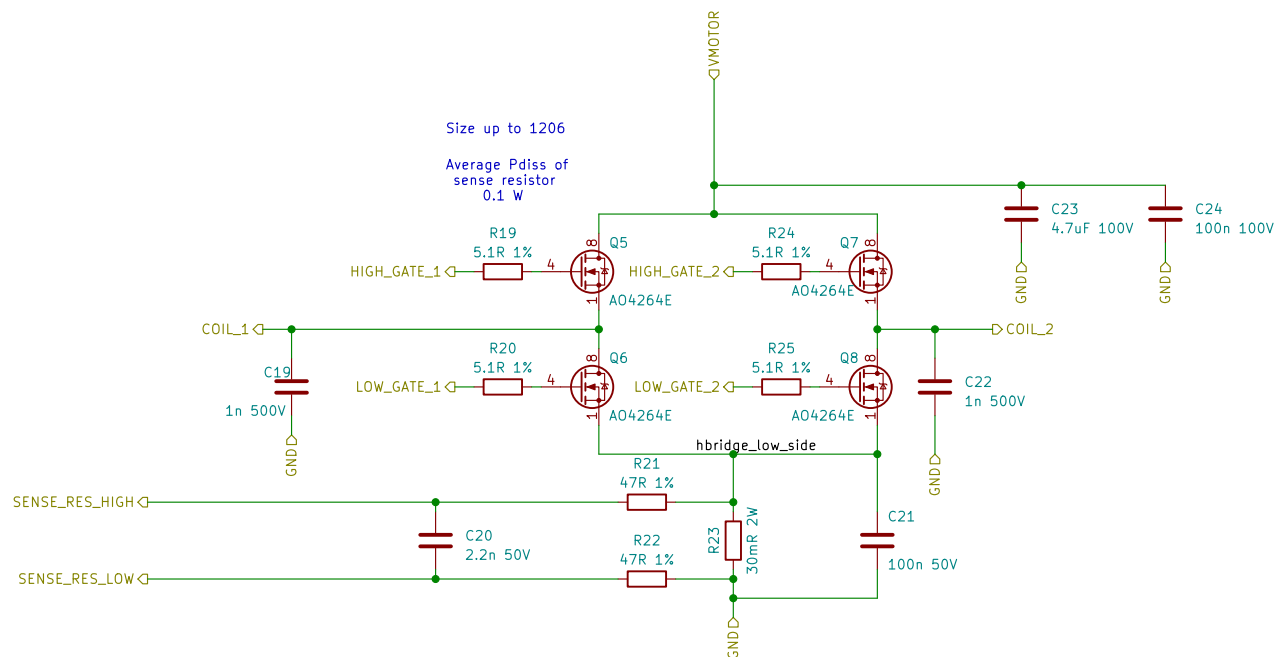 VMOTOR
Size up to 1206
Average Pdiss of
sense resistor
0.1 W
C23
4.7uF 100V
C24
100n 100V
GND
GND
R19
5.1R 1%
HIGH_GATE_1
4
8
Q5
1
AO4264E
R24
5.1R 1%
HIGH_GATE_2
4
8
Q7
1
AO4264E
COIL_1
COIL_2
R20
5.1R 1%
LOW_GATE_1
4
8
Q6
1
AO4264E
R25
5.1R 1%
LOW_GATE_2
4
8
Q8
1
AO4264E
C19
1n 500V
GND
C22
1n 500V
GND
hbridge_low_side
R21
47R 1%
SENSE_RES_HIGH
C20
2.2n 50V
R22
47R 1%
SENSE_RES_LOW
R23
30mR 2W
C21
100n 50V
GND